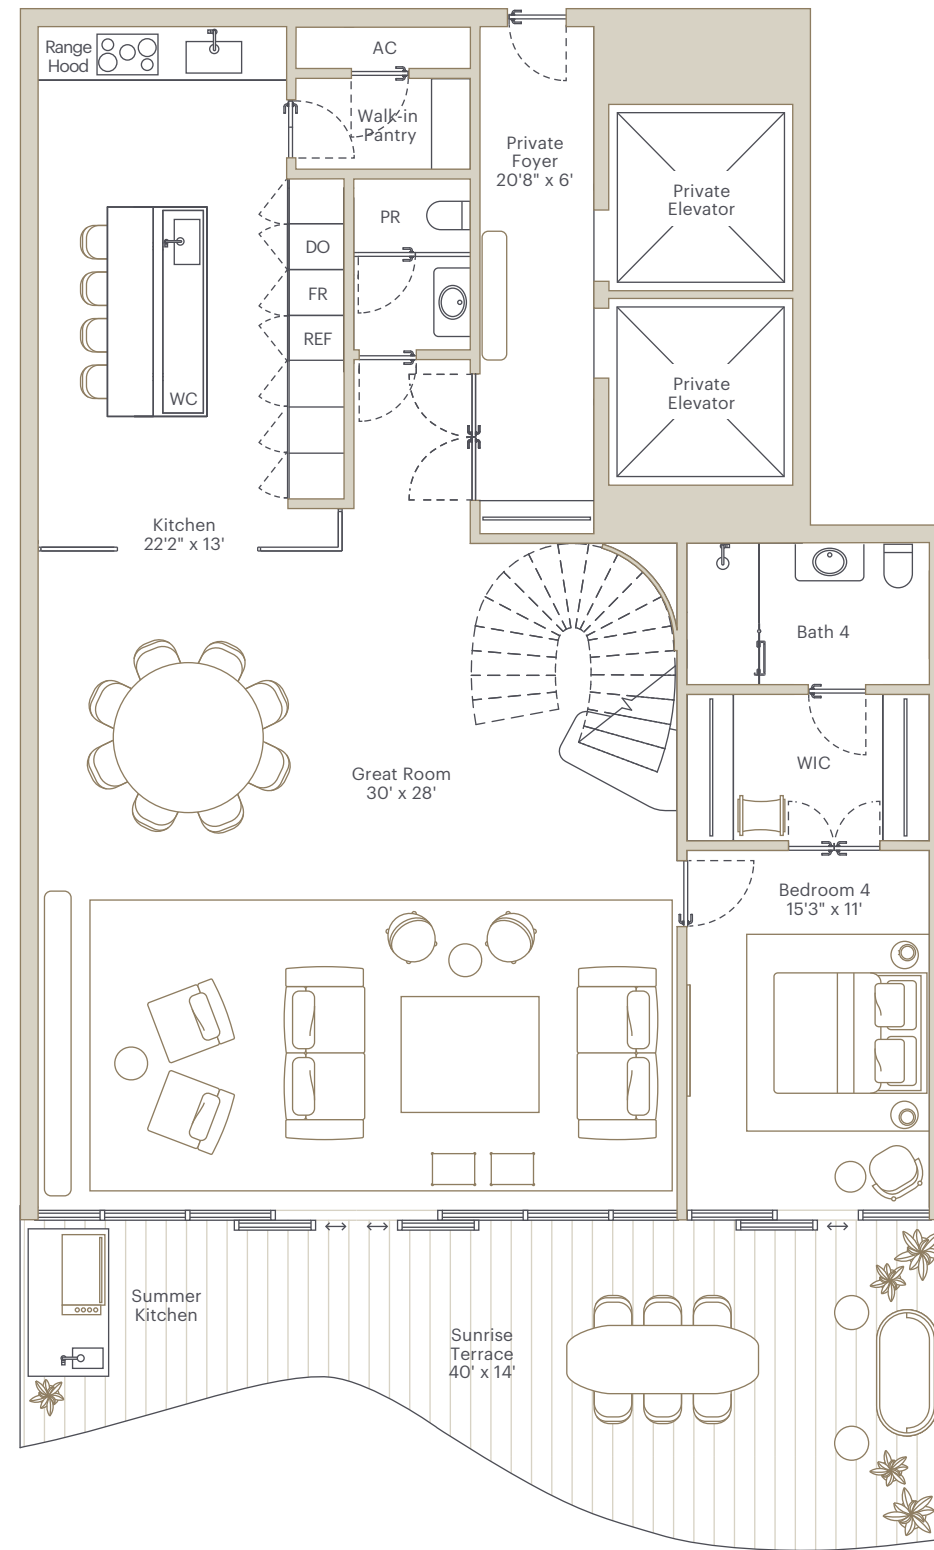 Range
Hood
AC
Walk-in
Pantry
Private
Foyer
20'8" x 6'
Private
Elevator
PR
DO
FR
REF
WC
Private
Elevator
Kitchen
22'2" x 13'
Bath 4
WIC
Great Room
30' x 28'
Bedroom 4
15'3" x 11'
Summer
Kitchen
Sunrise
Terrace
40' x 14'